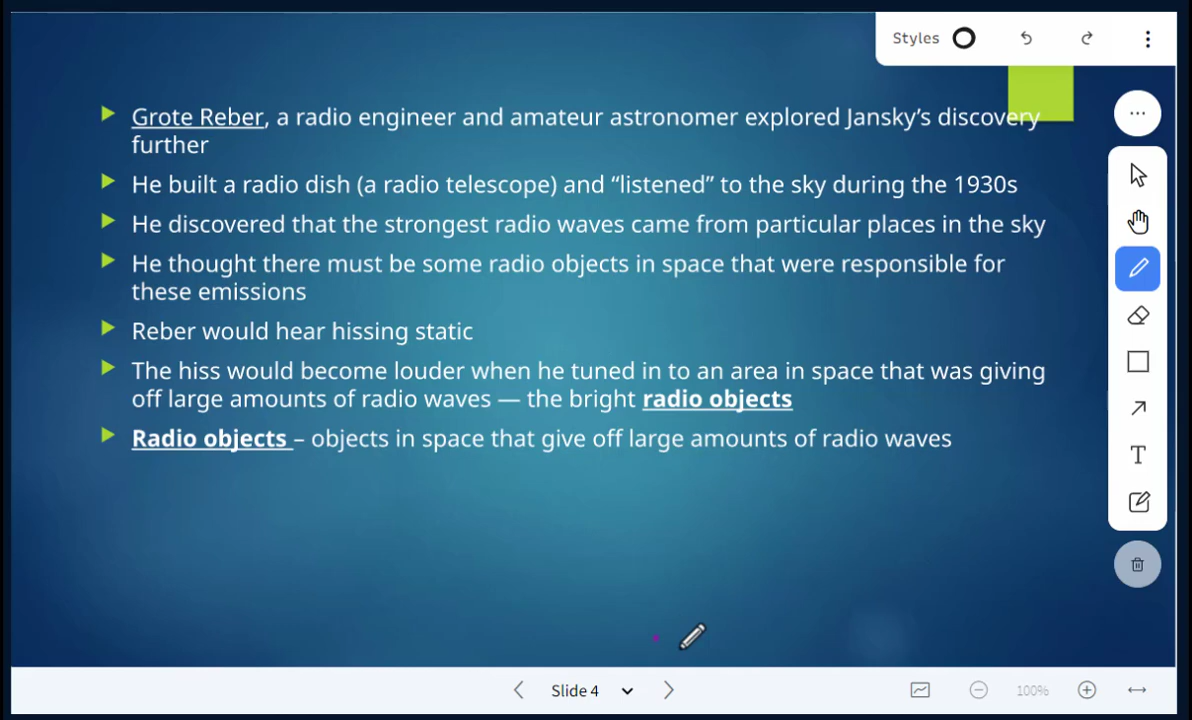 Styles
Grote Reber, a radio engineer and amateur astronomer explored Jansky's discovery
further
He built a radio dish (a radio telescope) and “listened” to the sky during the 1930s
He discovered that the strongest radio waves came from particular places in the sky
He thought there must be some radio objects in space that were responsible for
these emissions
Reber would hear hissing static
The hiss would become louder when he tuned in to an area in space that was giving
off large amounts of radio waves — the bright radio objects
Radio objects – objects in space that give off large amounts of radio waves
T
Slide 4
100%